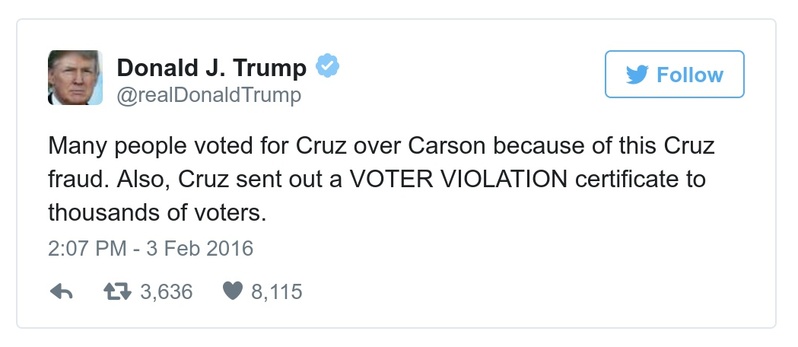 Donald J. Trump
Follow
@realDonaldTrump
Many people voted for Cruz over Carson because of this Cruz
fraud. Also, Cruz sent out a VOTER VIOLATION certificate to
thousands of voters.
2:07 PM - 3 Feb 2016
3,636 8,115